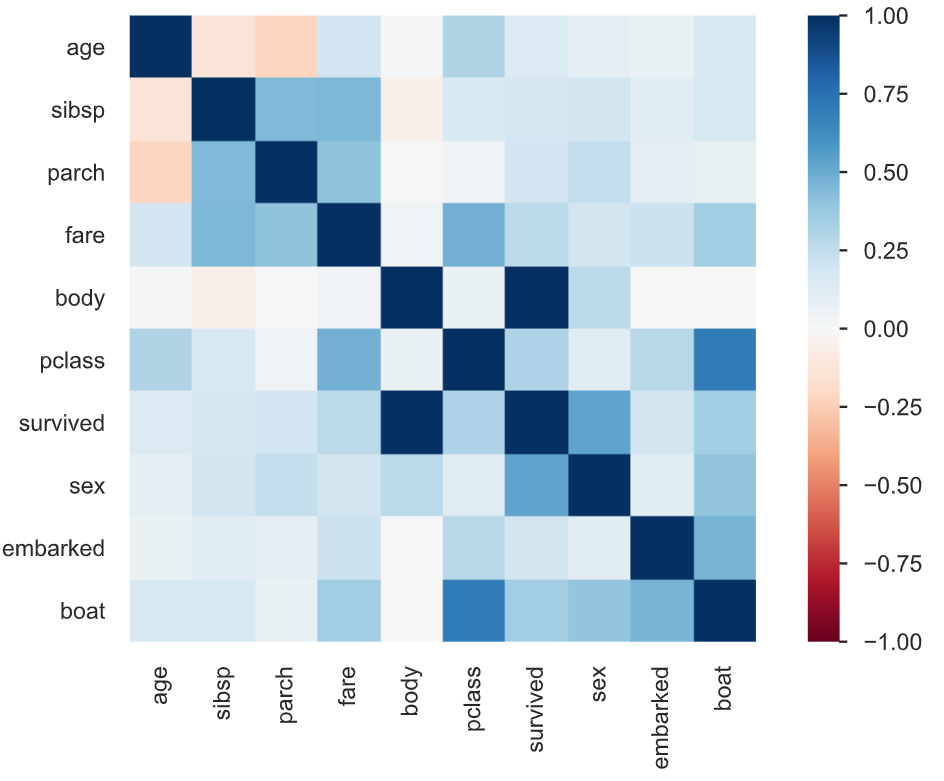 age
sibsp
parch
fare
body
pclass
survived
sex
embarked
boat
age
sibsp
parch
fare
body
pclass
survived
sex
embarked
boat
1.00
0.75
0.50
0.25
0.00
−0.25
−0.50
−0.75
−1.00